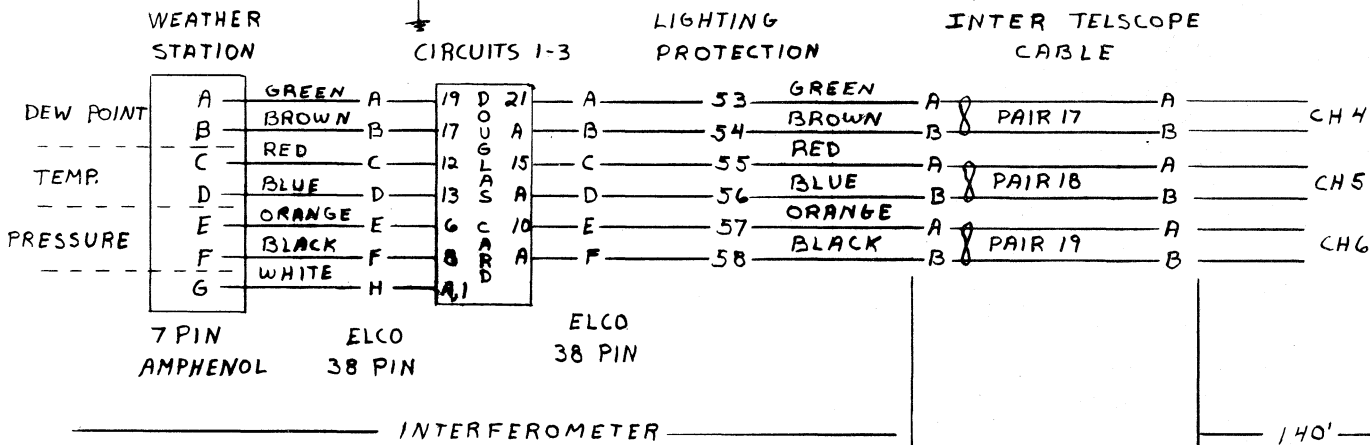 WEATHER STATION
CIRCUITS 1-3
LIGHTING PROTECTION
INTER TELSCOPE CABLE
DEW POINT A GREEN A 19 21 A 53 GREEN A A CH 4
B BROWN B 17 A B 54 BROWN B PAIR 17 B
TEMP. C RED C 12 15 C 55 RED A A CH 5
D BLUE D 13 A D 56 BLUE B PAIR 18 B
PRESSURE E ORANGE E 6 10 E 57 ORANGE A A CH6
F BLACK F 8 A F 58 BLACK B PAIR 19 B
G WHITE H A,1
DOUGLAS CARD
7 PIN AMPHENOL
ELCO 38 PIN
ELCO 38 PIN
INTERFEROMETER
140'